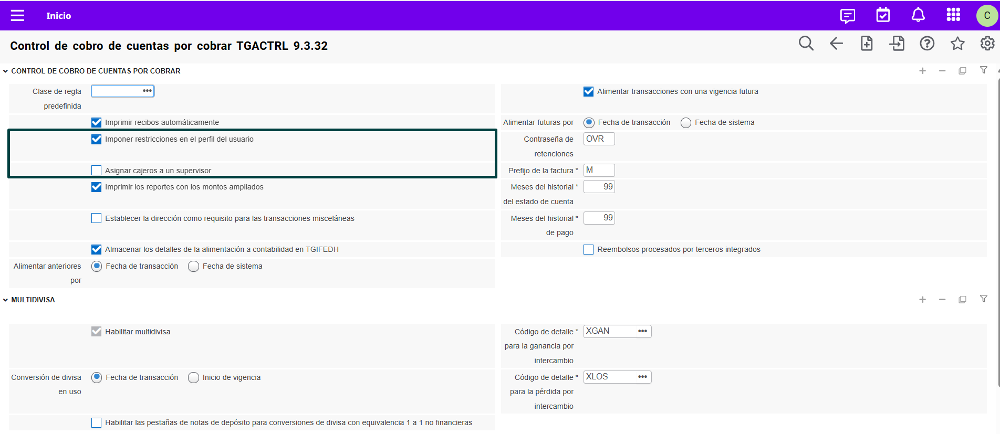 Inicio
C
Control de cobro de cuentas por cobrar TGACTRL 9.3.32
CONTROL DE COBRO DE CUENTAS POR COBRAR
Clase de regla
predefinida
Alimentar transacciones con una vigencia futura
Imprimir recibos automáticamente
Alimentar futuras por
Fecha de transacción
Fecha de sistema
Imponer restricciones en el perfil del usuario
Contraseña de
retenciones
OVR
Asignar cajeros a un supervisor
Prefijo de la factura *
M
Imprimir los reportes con los montos ampliados
Meses del historial *
del estado de cuenta
99
Establecer la dirección como requisito para las transacciones misceláneas
Meses del historial *
de pago
99
Almacenar los detalles de la alimentación a contabilidad en TGIFEDH
Reembolsos procesados por terceros integrados
Alimentar anteriores
por
Fecha de transacción
Fecha de sistema
MULTIDIVISA
Habilitar multidivisa
Código de detalle *
para la ganancia por
intercambio
XGAN
Conversión de divisa
en uso
Fecha de transacción
Inicio de vigencia
Código de detalle *
para la pérdida por
intercambio
XLOS
Habilitar las pestañas de notas de depósito para conversiones de divisa con equivalencia 1 a 1 no financieras